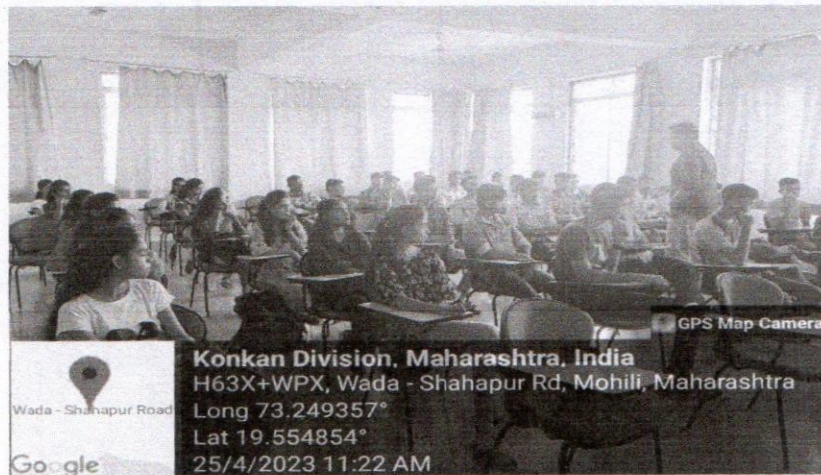 GPS Map Camera
Konkan Division, Maharashtra, India
H63X+WPX, Wada - Shahapur Rd, Mohili, Maharashtra
Wada - Shahapur Road
Long 73.249357°
Lat 19.554854°
Google
25/4/2023 11:22 AM